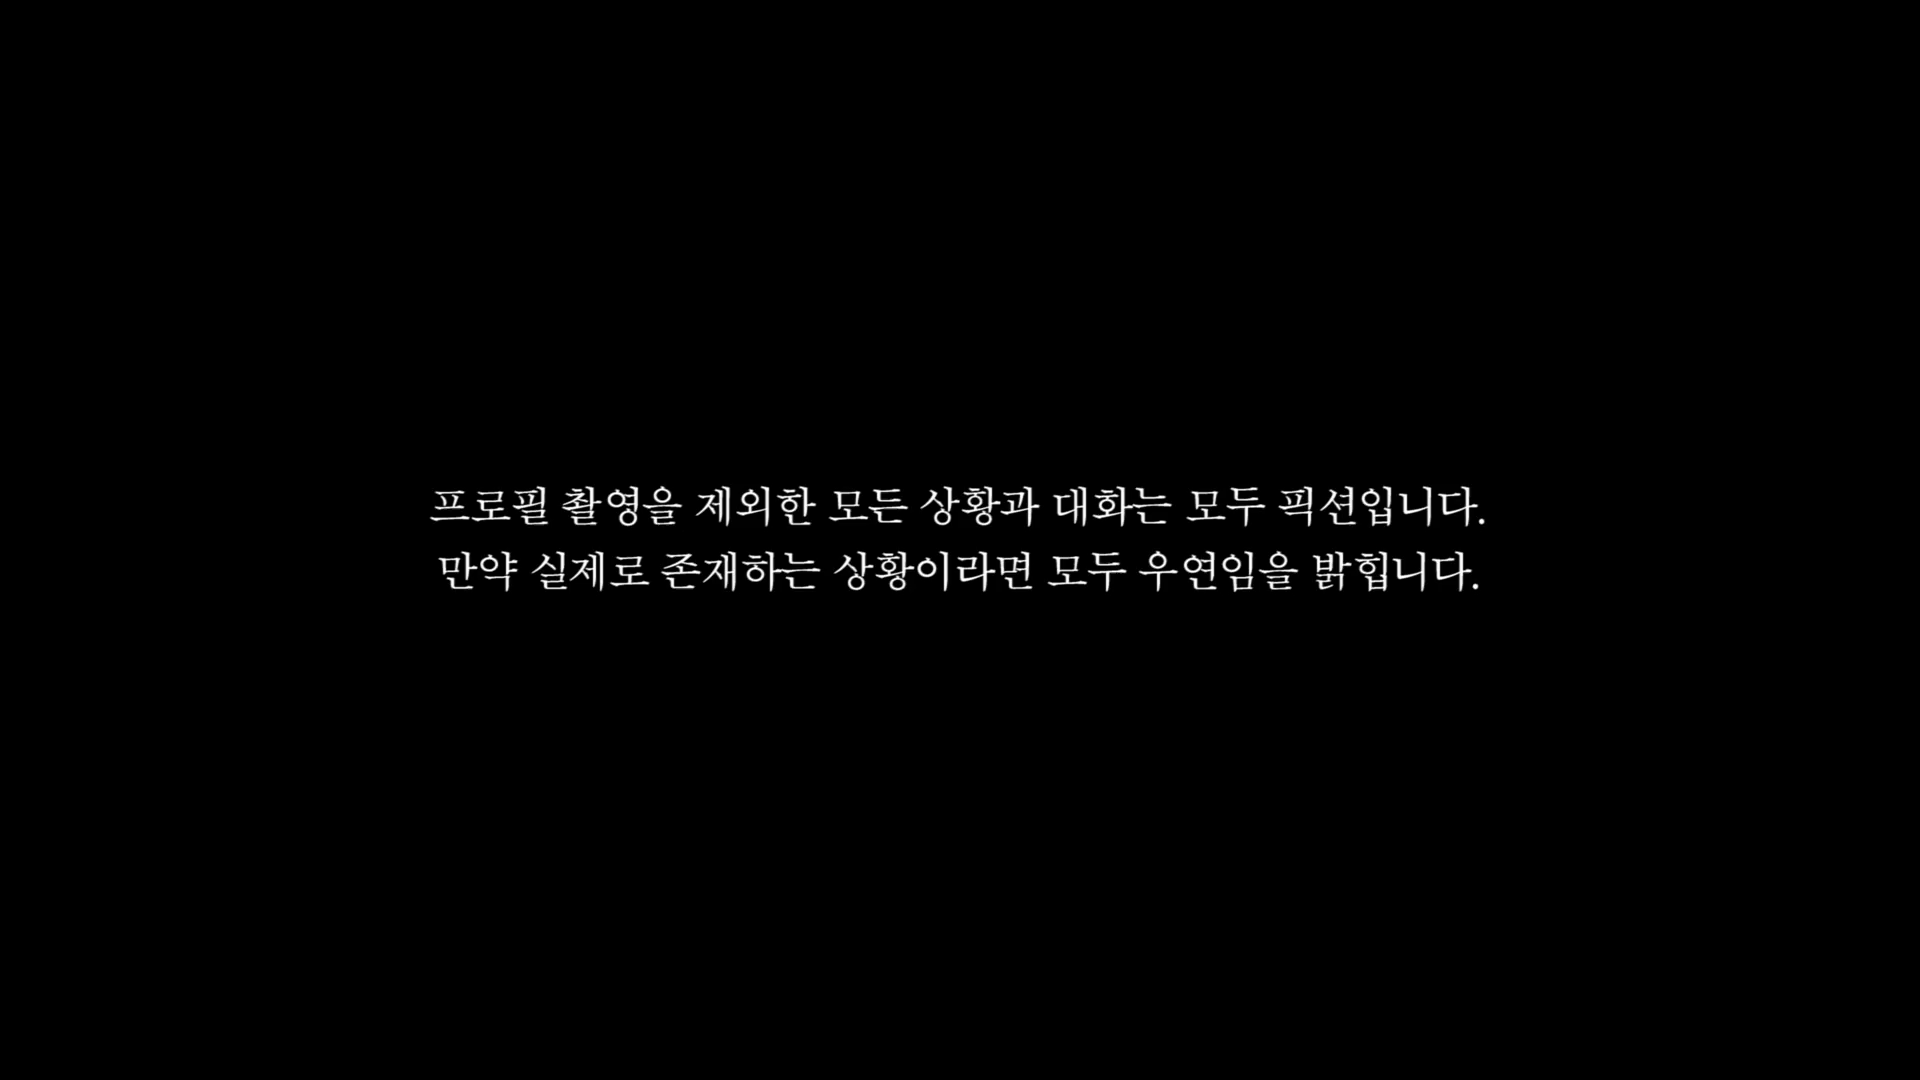 프로필 촬영을 제외한 모든 상황과 대화는 모두 픽션입니다.
만약 실제로 존재하는 상황이라면 모두 우연임을 밝힙니다.